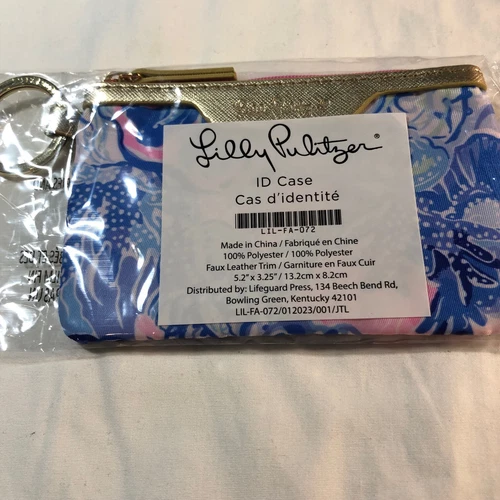 Lilly Pulitzer®
ID Case
Cas d'identité
LIL-FA-072
Made in China / Fabriqué en Chine
100% Polyester / 100% Polyester
Faux Leather Trim / Garniture en Faux Cuir
5.2" x 3.25" / 13.2cm x 8.2cm
Distributed by: Lifeguard Press, 134 Beech Bend Rd,
Bowling Green, Kentucky 42101
LIL-FA-072/012023/001/JTL